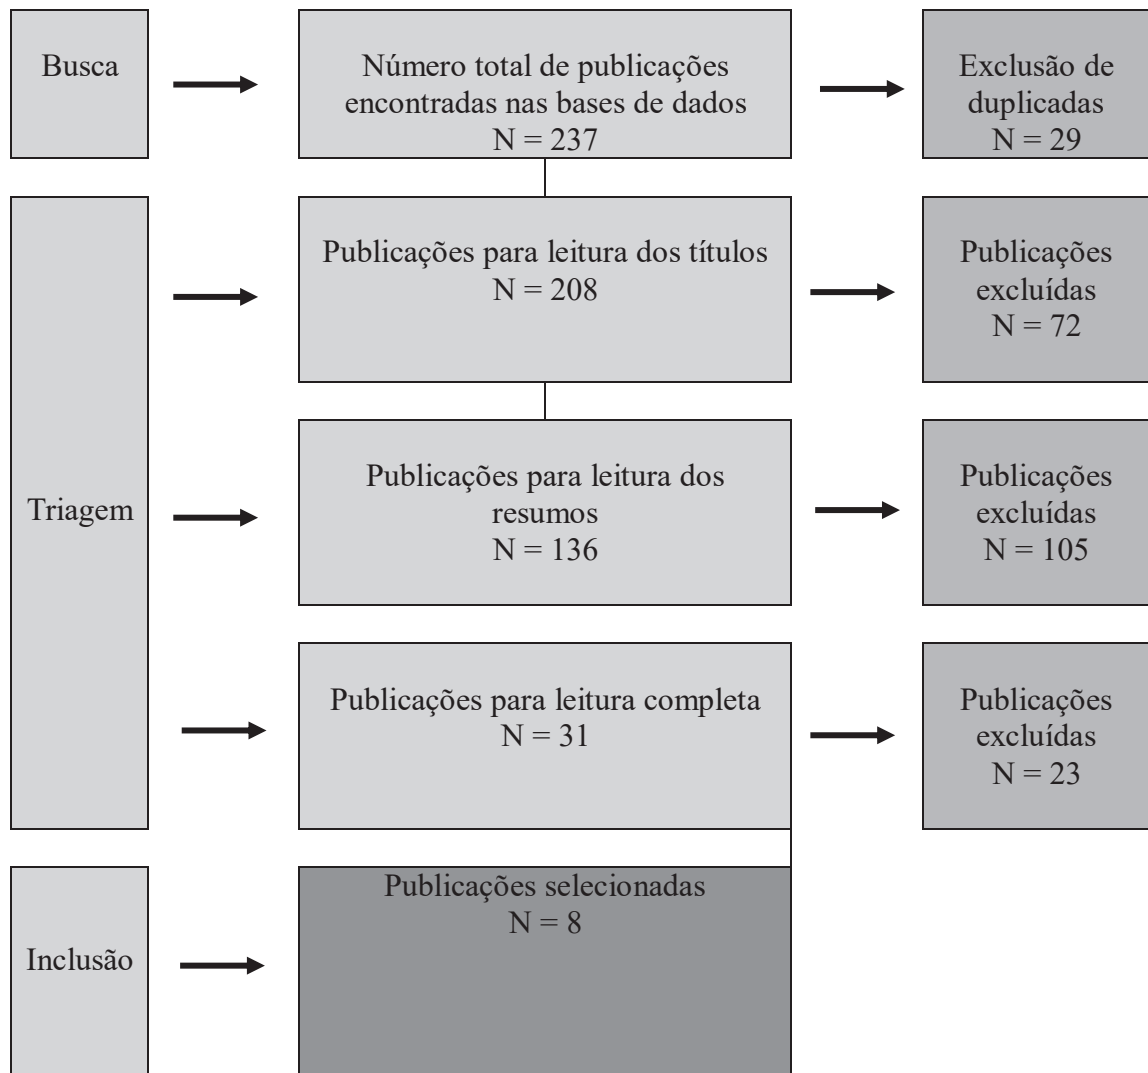 Busca
Número total de publicações
encontradas nas bases de dados
N = 237
Exclusão de
duplicadas
N = 29
Triagem
Publicações para leitura dos títulos
N = 208
Publicações
excluídas
N = 72
Publicações para leitura dos
resumos
N = 136
Publicações
excluídas
N = 105
Publicações para leitura completa
N = 31
Publicações
excluídas
N = 23
Inclusão
Publicações selecionadas
N = 8